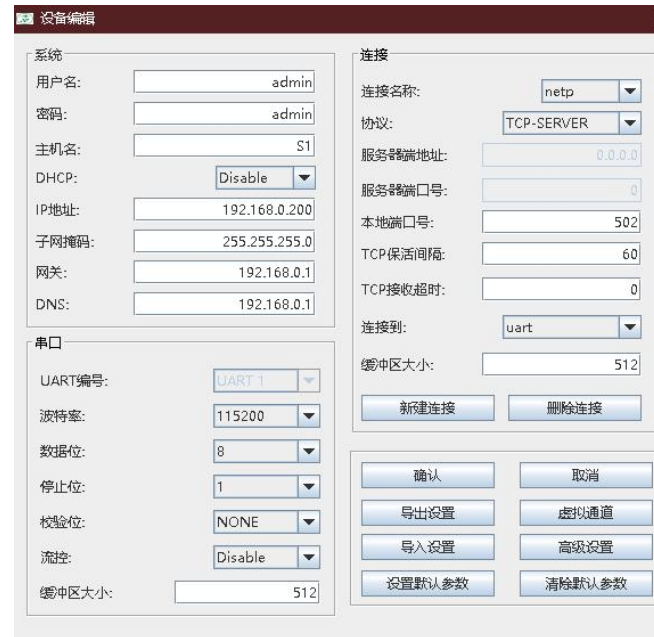 设备编辑
系统
用户名: admin
密码: admin
主机名: S1
DHCP: Disable
IP地址: 192.168.0.200
子网掩码: 255.255.255.0
网关: 192.168.0.1
DNS: 192.168.0.1
串口
UART编号: UART 1
波特率: 115200
数据位: 8
停止位: 1
校验位: NONE
流控: Disable
缓冲区大小: 512
连接
连接名称: netp
协议: TCP-SERVER
服务器端地址: 0.0.0.0
服务器端口号: 0
本地端口号: 502
TCP保活间隔: 60
TCP接收超时: 0
连接到: uart
缓冲区大小: 512
新建连接 删除连接
确认 取消
导出设置 虚拟通道
导入设置 高级设置
设置默认参数 清除默认参数